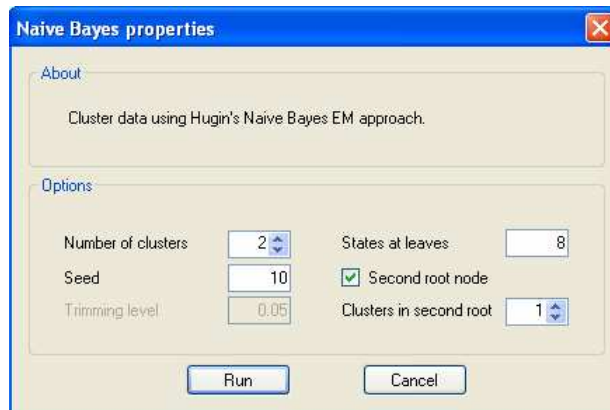 Naive Bayes properties
About
Cluster data using Hugin's Naive Bayes EM approach.
Options
Number of clusters 2 States at leaves 8
Seed 10 Second root node
Trimming level 0.05 Clusters in second root 1
Run Cancel